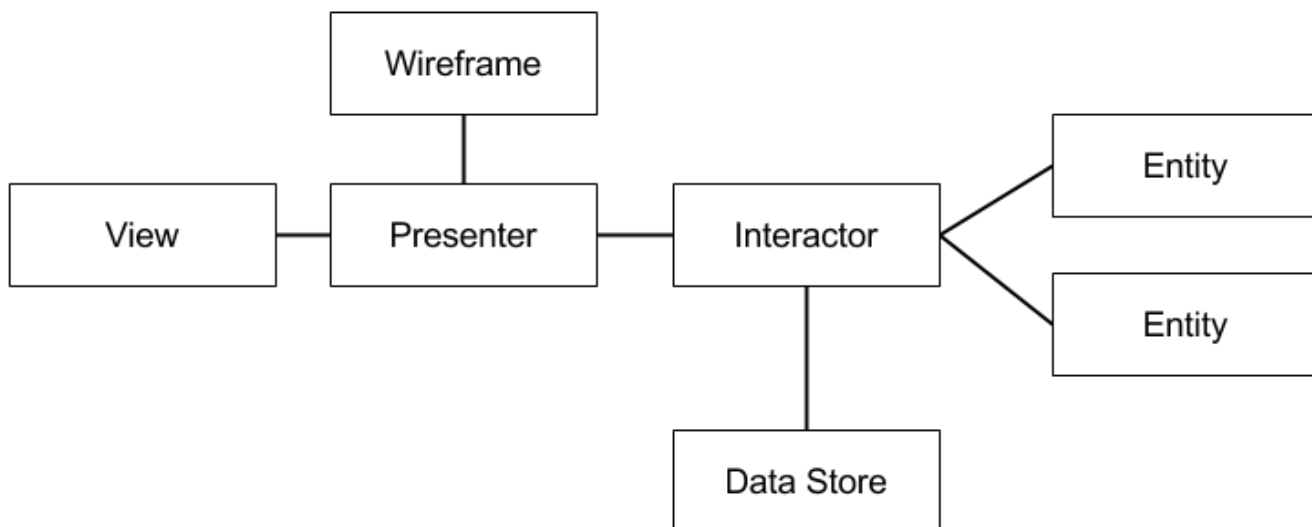 Wireframe
View
Presenter
Interactor
Entity
Entity
Data Store